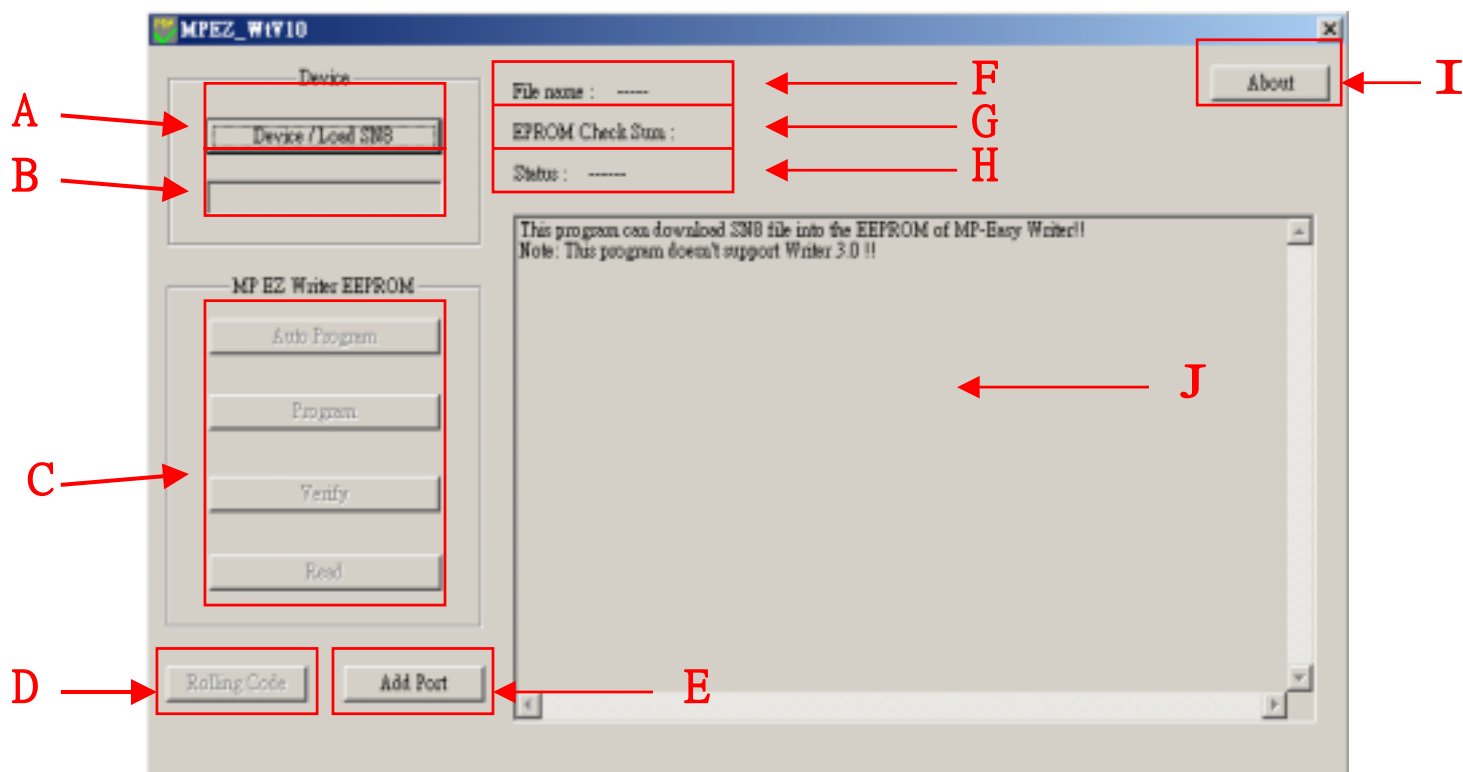 MPEZ_WtV10
Device
File name : -----
F
About
I
A
Device / Load SN8
EPROM Check Sum :
G
B
Status : ------
H
This program can download SN8 file into the EEPROM of MP-Easy Writer!!
Note: This program doesn't support Writer 3.0 !!
MP EZ Writer EEPROM
Auto Program
J
Program
C
Verify
Read
D
Rolling Code
Add Port
E